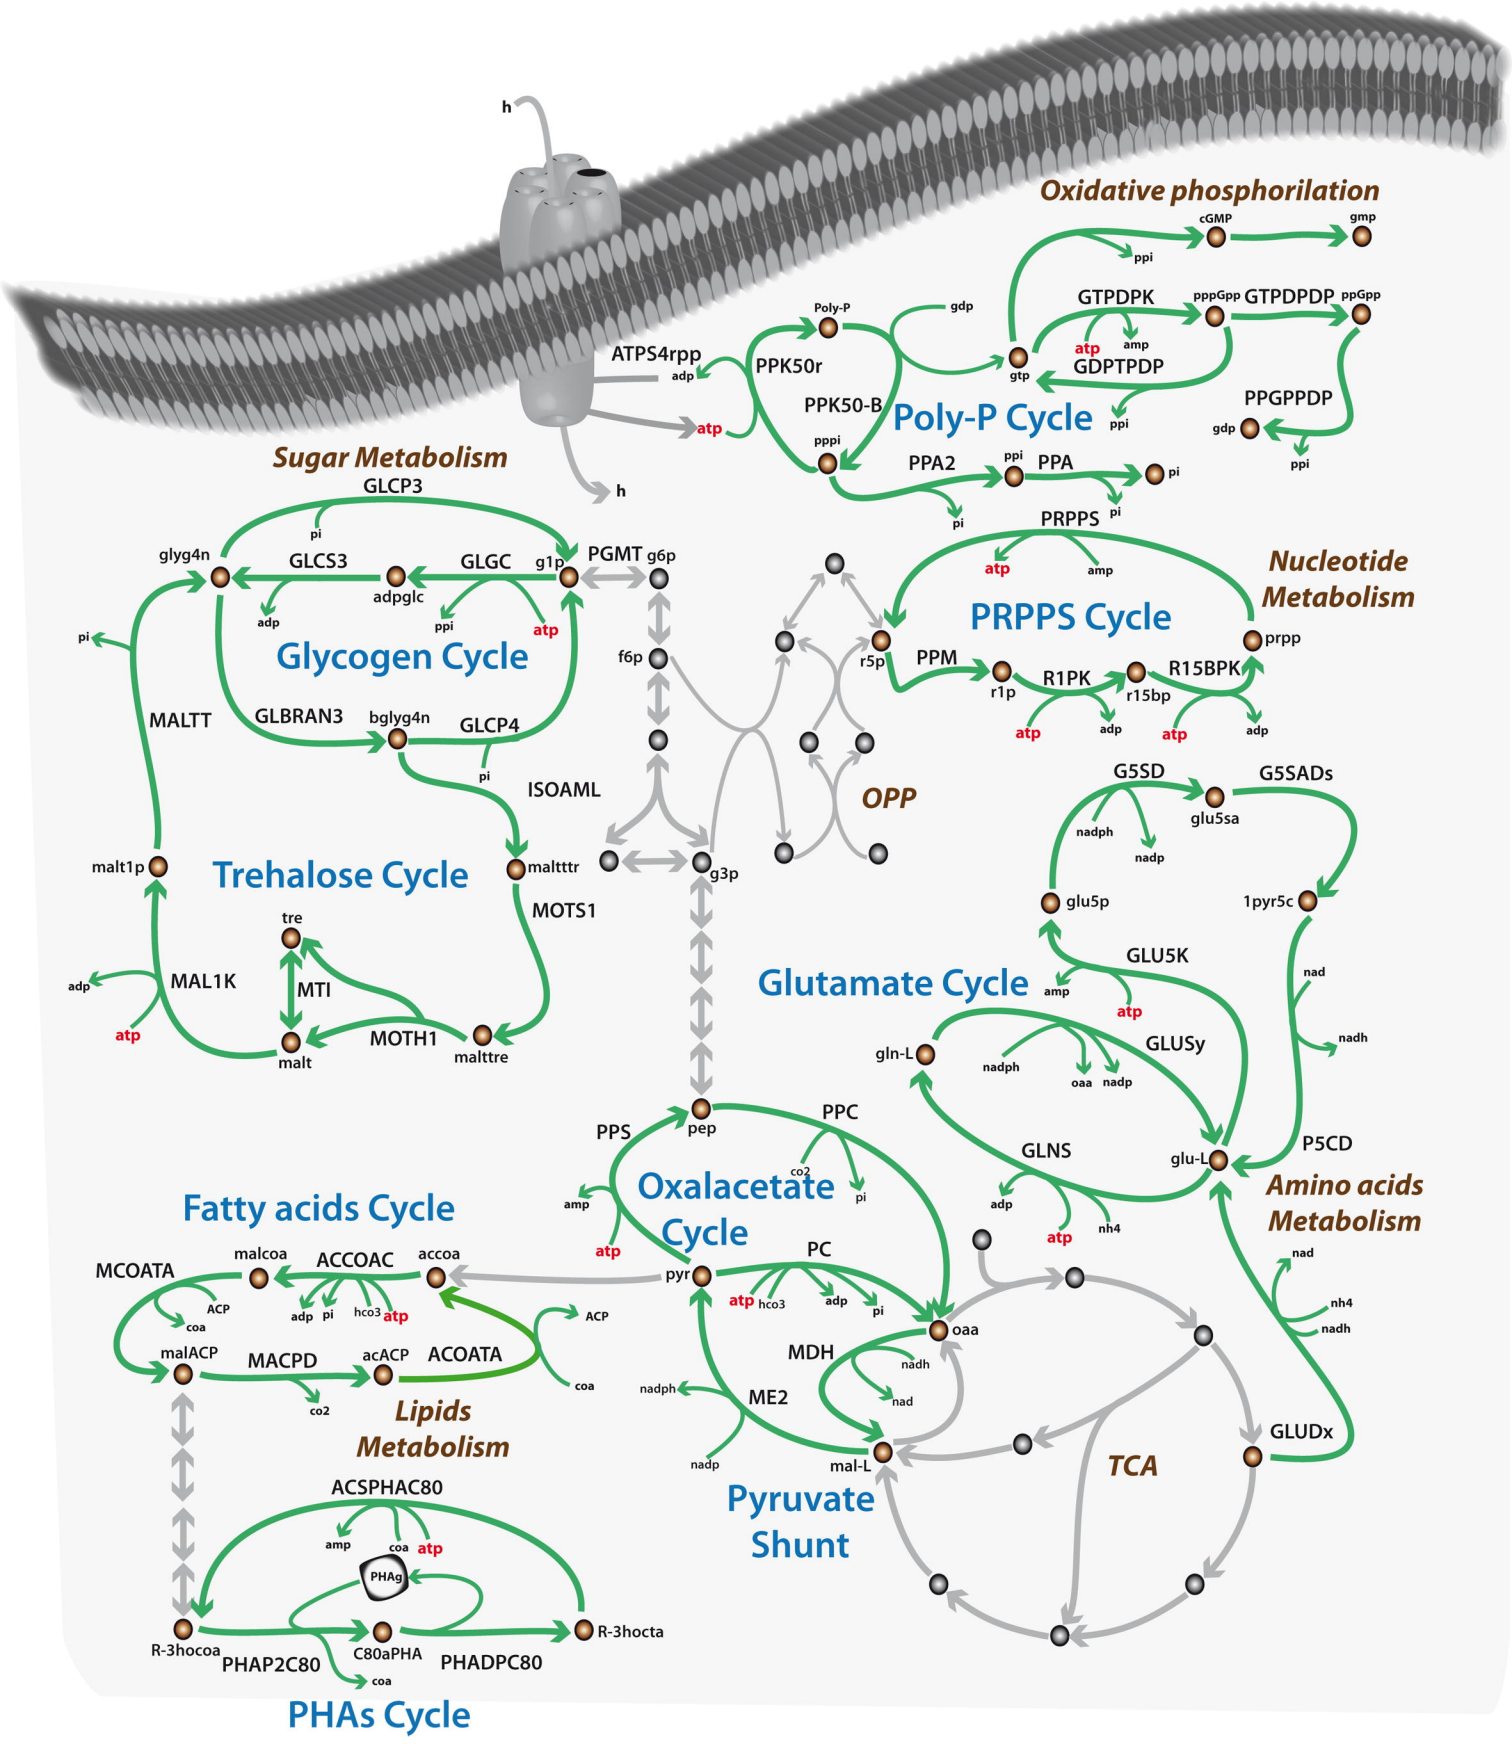 h
Oxidative phosphorilation
cGMP
gmp
ppi
Poly-P
gdp
GTPDPK
pppGpp
GTPDPDP
ppGpp
atp
amp
ATPS4rpp
adp
PPK50r
gtp
GDPTPDP
PPK50-B
Poly-P Cycle
ppi
PPGPPDP
gdp
ppi
atp
pppi
PPA2
ppi
PPA
pi
pi
pi
h
Sugar Metabolism
GLCP3
pi
glyg4n
GLCS3
GLGC
g1p
PGMT
g6p
adpglc
adp
ppi
atp
Glycogen Cycle
f6p
PRPPS
atp
amp
Nucleotide
Metabolism
PRPPS Cycle
prpp
r5p
PPM
r1p
R1PK
r15bp
R15BPK
atp
adp
atp
adp
pi
MALTT
GLBRAN3
bglyg4n
GLCP4
pi
ISOAML
OPP
G5SD
G5SADs
glu5sa
nadph
nadp
malt1p
Trehalose Cycle
maltttr
g3p
glu5p
1pyr5c
MOTS1
tre
MTI
adp
MAL1K
atp
malt
MOTH1
malttre
Glutamate Cycle
GLU5K
amp
atp
nad
nadh
gln-L
GLUSy
nadph
oaa
nadp
GLNS
glu-L
P5CD
adp
atp
nh4
Amino acids
Metabolism
PPS
pep
PPC
co2
pi
Oxalacetate
Cycle
amp
atp
Fatty acids Cycle
malcoa
ACCOAC
accoa
MCOATA
ACP
coa
adp
pi
hco3
atp
pyr
PC
atp
hco3
adp
pi
oaa
nad
nh4
nadh
ACP
malACP
MACPD
acACP
ACOATA
co2
coa
MDH
nadh
nad
nadph
ME2
nadp
mal-L
Lipids
Metabolism
GLUDx
TCA
Pyruvate
Shunt
ACSPHAC80
amp
coa
atp
PHAg
R-3hocoa
PHAP2C80
C80aPHA
PHADPC80
R-3hocta
coa
PHAs Cycle